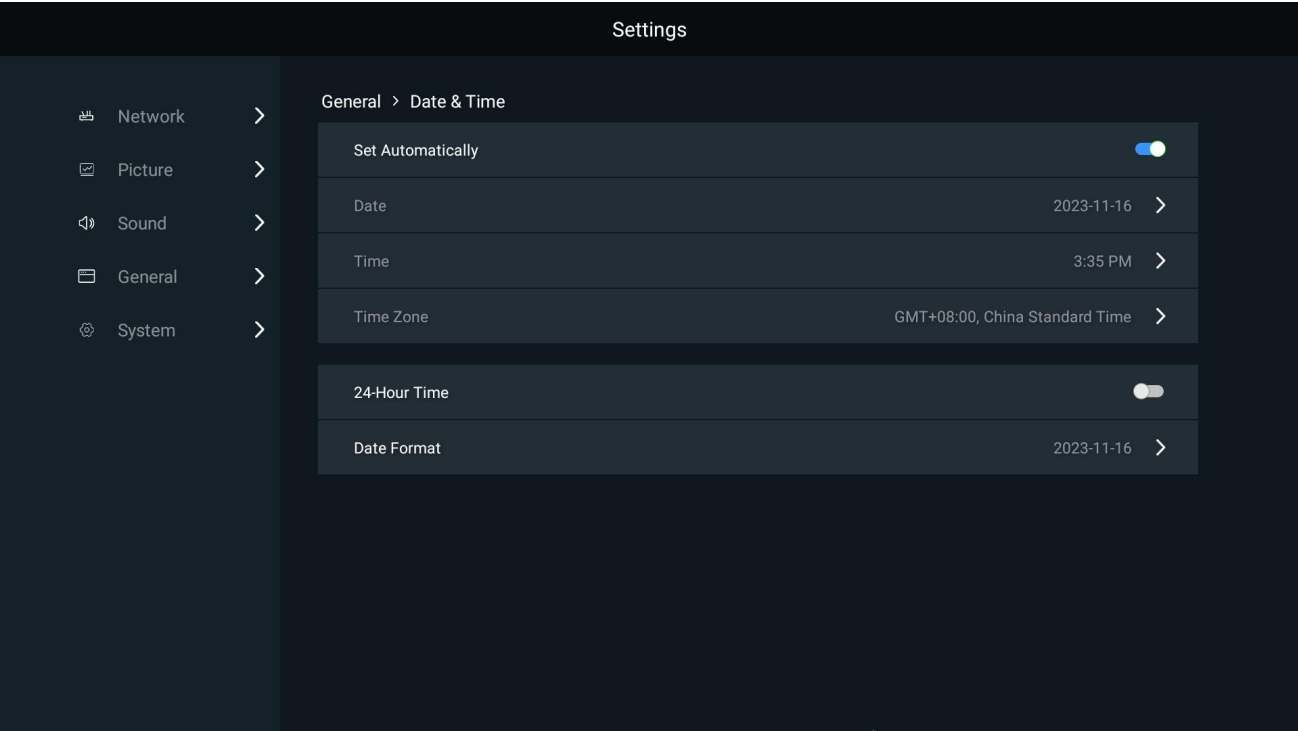 Settings
Network
Picture
Sound
General
System
General > Date & Time
Set Automatically
Date 2023-11-16
Time 3:35 PM
Time Zone GMT+08:00, China Standard Time
24-Hour Time
Date Format 2023-11-16